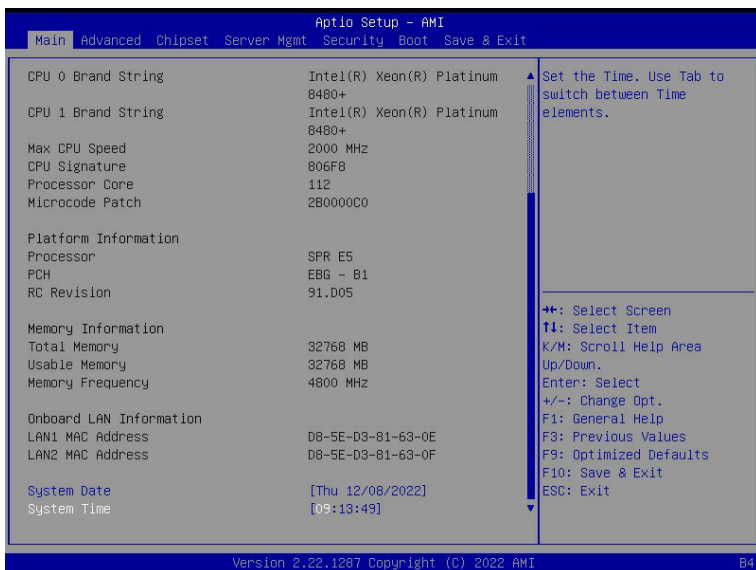 Aptio Setup – AMI
Main Advanced Chipset Server Mgmt Security Boot Save & Exit
CPU 0 Brand String Intel(R) Xeon(R) Platinum
8480+
CPU 1 Brand String Intel(R) Xeon(R) Platinum
8480+
Max CPU Speed 2000 MHz
CPU Signature 806F8
Processor Core 112
Microcode Patch 2B0000C0
Platform Information
Processor SPR E5
PCH EBG – B1
RC Revision 91.D05
Memory Information
Total Memory 32768 MB
Usable Memory 32768 MB
Memory Frequency 4800 MHz
Onboard LAN Information
LAN1 MAC Address D8-5E-D3-81-63-0E
LAN2 MAC Address D8-5E-D3-81-63-0F
System Date [Thu 12/08/2022]
System Time [09:13:49]
Set the Time. Use Tab to
switch between Time
elements.
→←: Select Screen
↑↓: Select Item
K/M: Scroll Help Area
Up/Down.
Enter: Select
+/-: Change Opt.
F1: General Help
F3: Previous Values
F9: Optimized Defaults
F10: Save & Exit
ESC: Exit
Version 2.22.1287 Copyright (C) 2022 AMI
B4